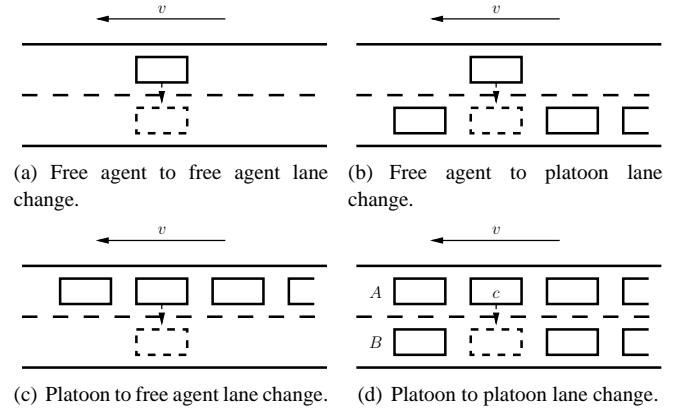 v
v
(a) Free agent to free agent lane
change.
(b) Free agent to platoon lane
change.
v
v
A
c
B
(c) Platoon to free agent lane change.
(d) Platoon to platoon lane change.